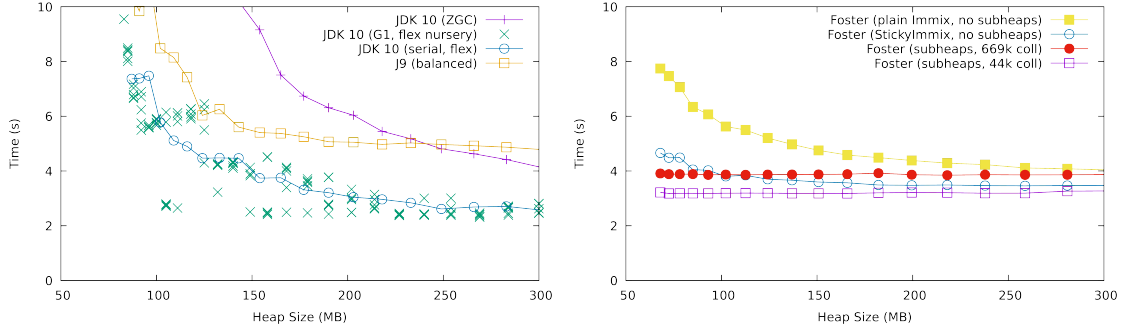 10
8
6
4
2
0
Time (s)
50
100
150
200
250
300
Heap Size (MB)
JDK 10 (ZGC)
JDK 10 (G1, flex nursery)
JDK 10 (serial, flex)
J9 (balanced)
10
8
6
4
2
0
Time (s)
50
100
150
200
250
300
Heap Size (MB)
Foster (plain Immix, no subheaps)
Foster (StickyImmix, no subheaps)
Foster (subheaps, 669k coll)
Foster (subheaps, 44k coll)